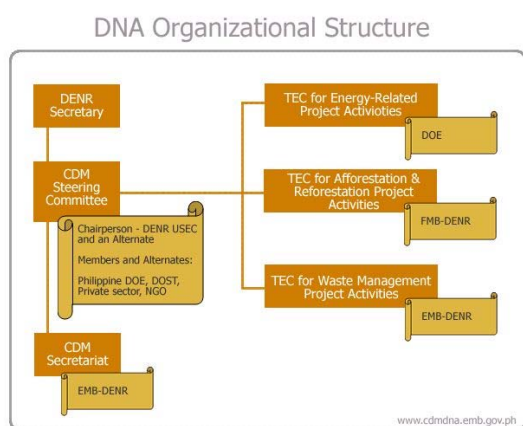 DNA Organizational Structure
DENR
Secretary
CDM
Steering
Committee
Chairperson - DENR USEC
and an Alternate
Members and Alternates:
Philippine DOE, DOST,
Private sector, NGO
CDM
Secretariat
EMB-DENR
TEC for Energy-Related
Project Activioties
DOE
TEC for Afforestation &
Reforestation Project
Activities
FMB-DENR
TEC for Waste Management
Project Activities
EMB-DENR
www.cdmdna.emb.gov.ph